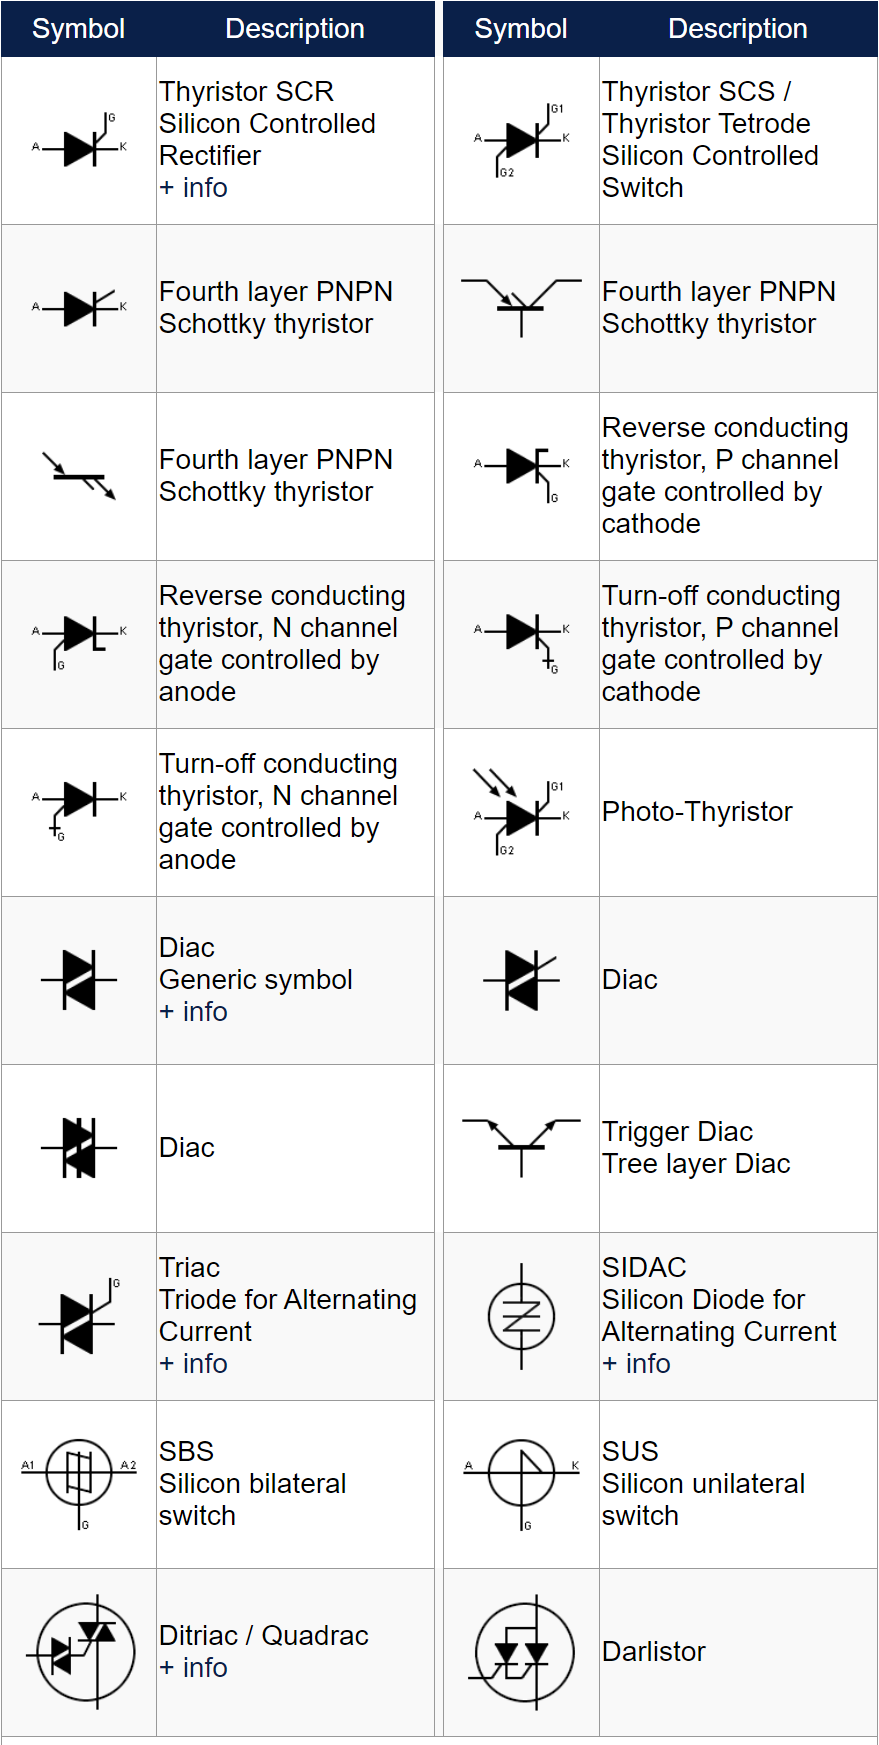 Symbol Description Symbol Description
G
A K
Thyristor SCR
Silicon Controlled
Rectifier
+ info
G1
A K
G2
Thyristor SCS /
Thyristor Tetrode
Silicon Controlled
Switch
A K
Fourth layer PNPN
Schottky thyristor
Fourth layer PNPN
Schottky thyristor
Fourth layer PNPN
Schottky thyristor
A K
G
Reverse conducting
thyristor, P channel
gate controlled by
cathode
A K
G
Reverse conducting
thyristor, N channel
gate controlled by
anode
A K
G
Turn-off conducting
thyristor, P channel
gate controlled by
cathode
A K
G
Turn-off conducting
thyristor, N channel
gate controlled by
anode
G1
A K
G2
Photo-Thyristor
Diac
Generic symbol
+ info
Diac
Diac
Trigger Diac
Tree layer Diac
G
Triac
Triode for Alternating
Current
+ info
SIDAC
Silicon Diode for
Alternating Current
+ info
A1 A2
G
SBS
Silicon bilateral
switch
A K
G
SUS
Silicon unilateral
switch
Ditriac / Quadrac
+ info
Darlistor